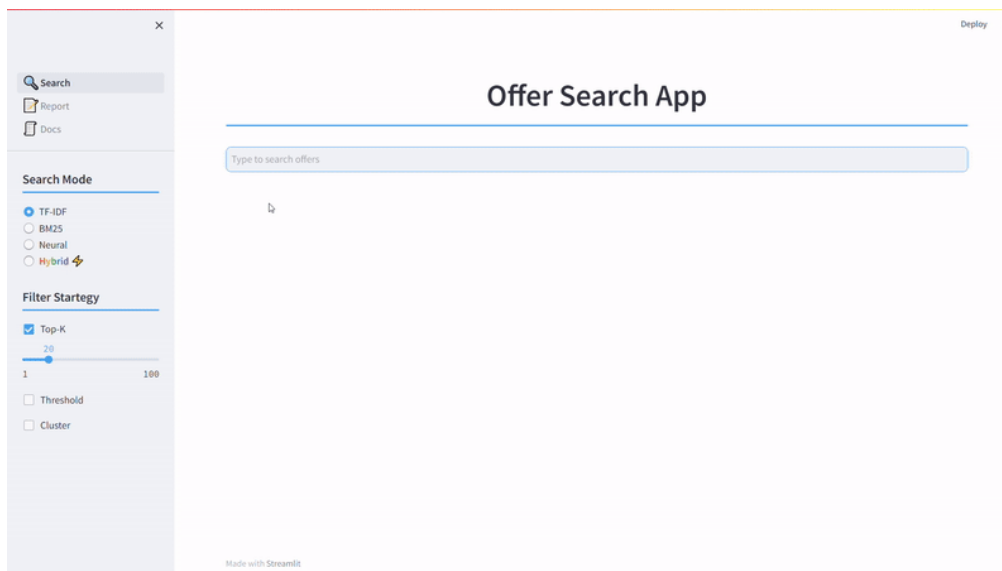 Deploy
Search
Report
Docs
Search Mode
TF-IDF
BM25
Neural
Hybrid ⚡
Filter Startegy
Top-K
20
1 100
Threshold
Cluster
Offer Search App
Type to search offers
Made with Streamlit